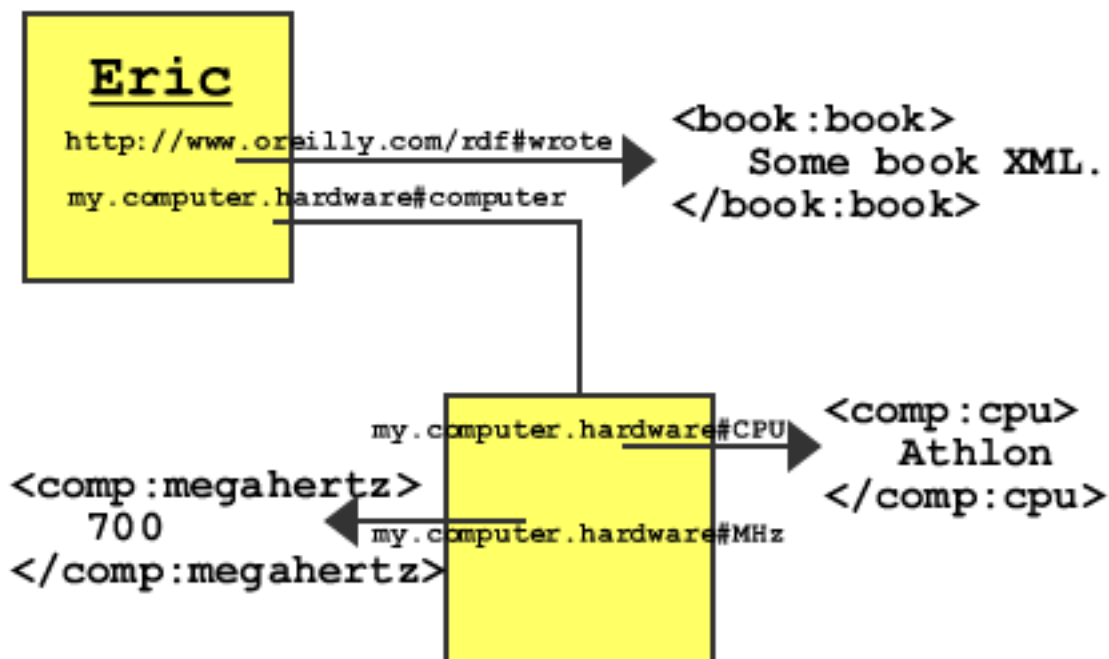 Eric
http://www.oreilly.com/rdf#wrote
my.computer.hardware#computer
<book:book>
Some book XML.
</book:book>
my.computer.hardware#CPU
<comp:cpu>
Athlon
</comp:cpu>
<comp:megahertz>
700
</comp:megahertz>
my.computer.hardware#MHz